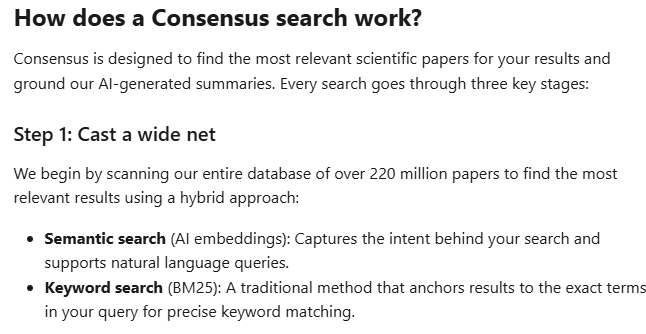 How does a Consensus search work?
Consensus is designed to find the most relevant scientific papers for your results and
ground our AI-generated summaries. Every search goes through three key stages:
Step 1: Cast a wide net
We begin by scanning our entire database of over 220 million papers to find the most
relevant results using a hybrid approach:
• Semantic search (AI embeddings): Captures the intent behind your search and
supports natural language queries.
• Keyword search (BM25): A traditional method that anchors results to the exact terms
in your query for precise keyword matching.